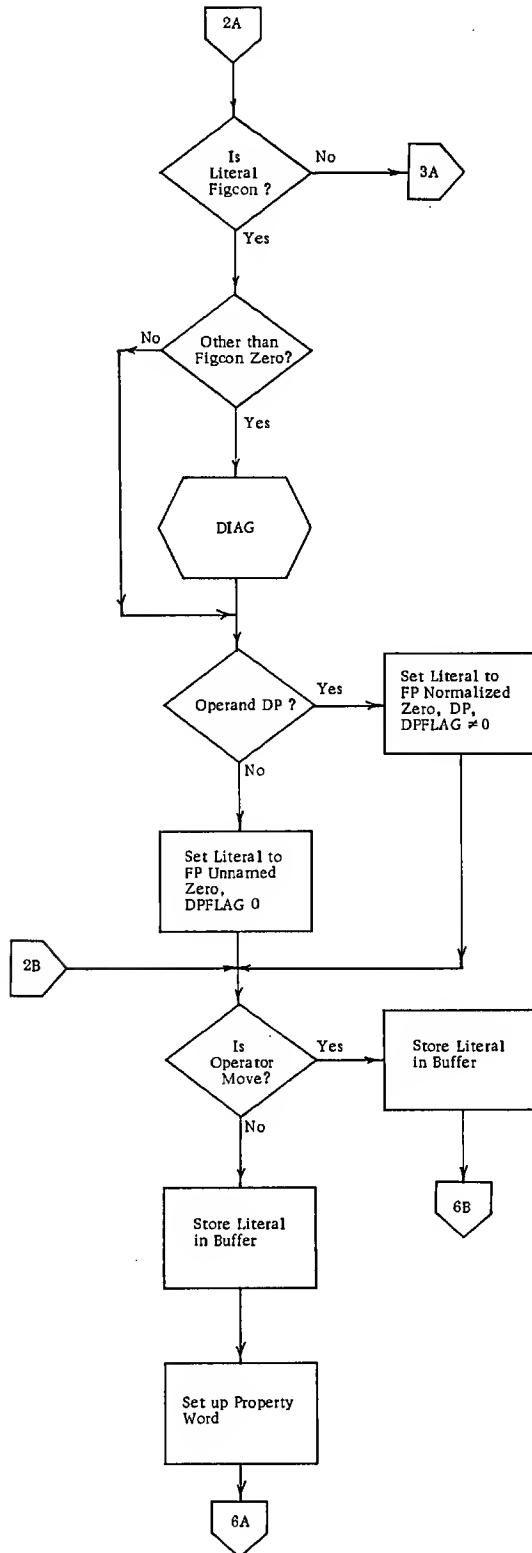 2A
Is
Literal
Figcon ?
No
3A
Yes
Other than
Figcon Zero?
No
Yes
DIAG
Operand DP ?
Yes
Set Literal to
FP Normalized
Zero, DP,
DPFLAG ≠ 0
No
Set Literal to
FP Unnamed
Zero,
DPFLAG 0
2B
Is
Operator
Move?
Yes
Store Literal
in Buffer
No
6B
Store Literal
in Buffer
Set up Property
Word
6A